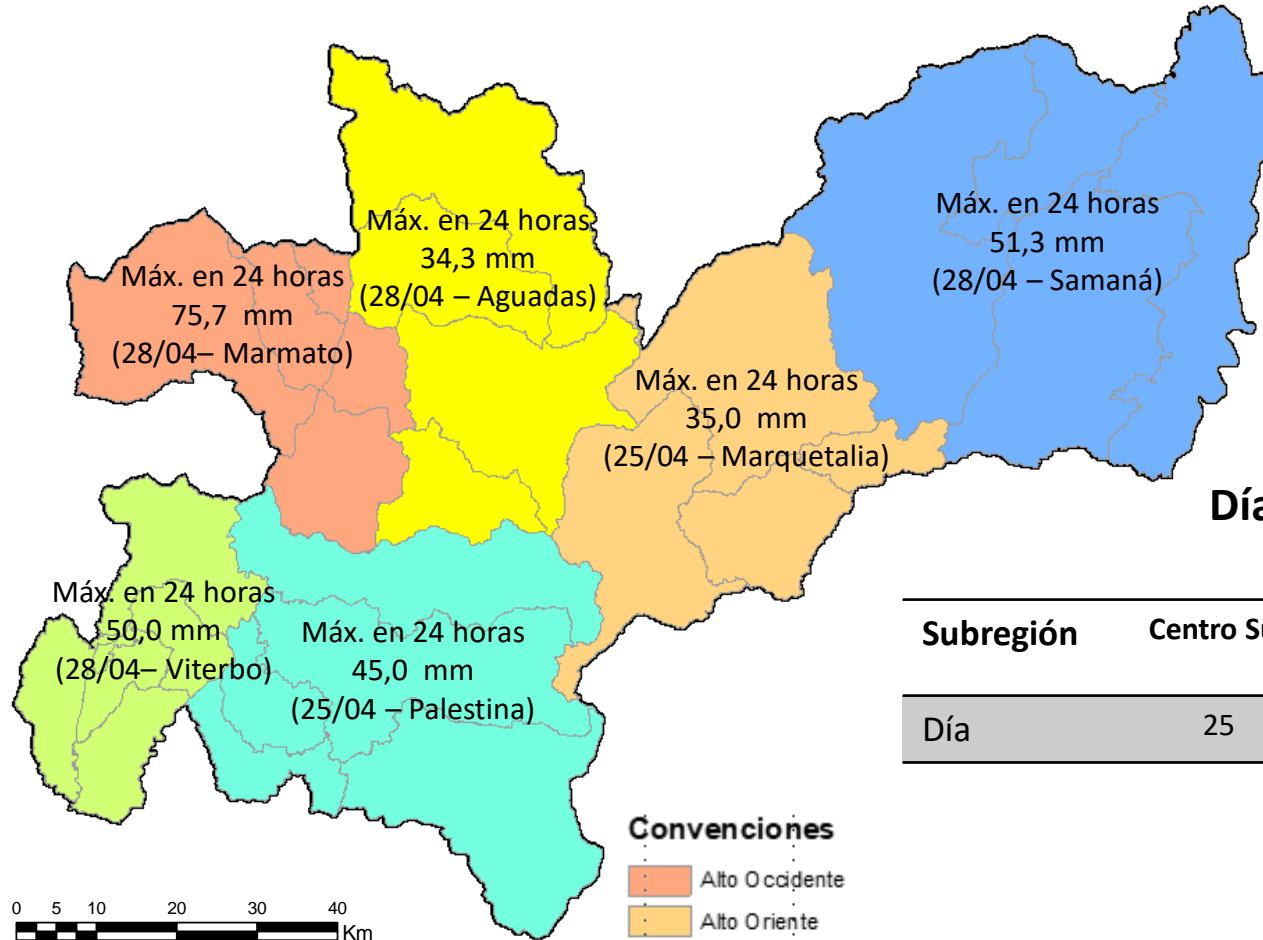 Máx. en 24 horas
34,3 mm
(28/04 – Aguadas)
Máx. en 24 horas
51,3 mm
(28/04 – Samaná)
Máx. en 24 horas
75,7 mm
(28/04– Marmato)
Máx. en 24 horas
35,0 mm
(25/04 – Marquetalia)
Máx. en 24 horas
50,0 mm
(28/04– Viterbo)
Máx. en 24 horas
45,0 mm
(25/04 – Palestina)
Día
Subregión Centro Su
Día 25
Convenciones
Alto Occidente
Alto Oriente
0 5 10 20 30 40
Km